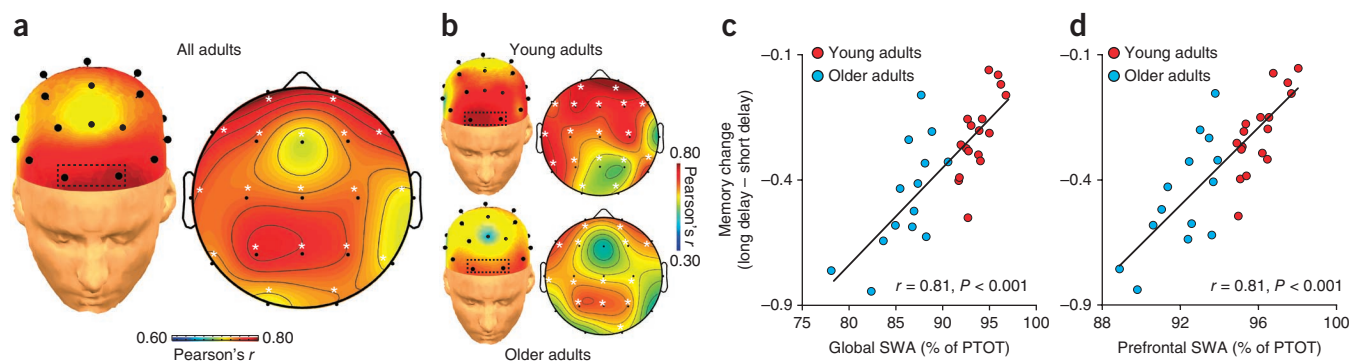 a
All adults
0.60 0.80
Pearson's r
b
Young adults
0.80
Pearson's r
0.30
Older adults
c
Young adults
Older adults
Memory change
(long delay – short delay)
–0.1
–0.4
–0.9
r = 0.81, P < 0.001
75 80 85 90 95 100
Global SWA (% of PTOT)
d
Young adults
Older adults
–0.1
–0.4
–0.9
r = 0.81, P < 0.001
88 92 96 100
Prefrontal SWA (% of PTOT)